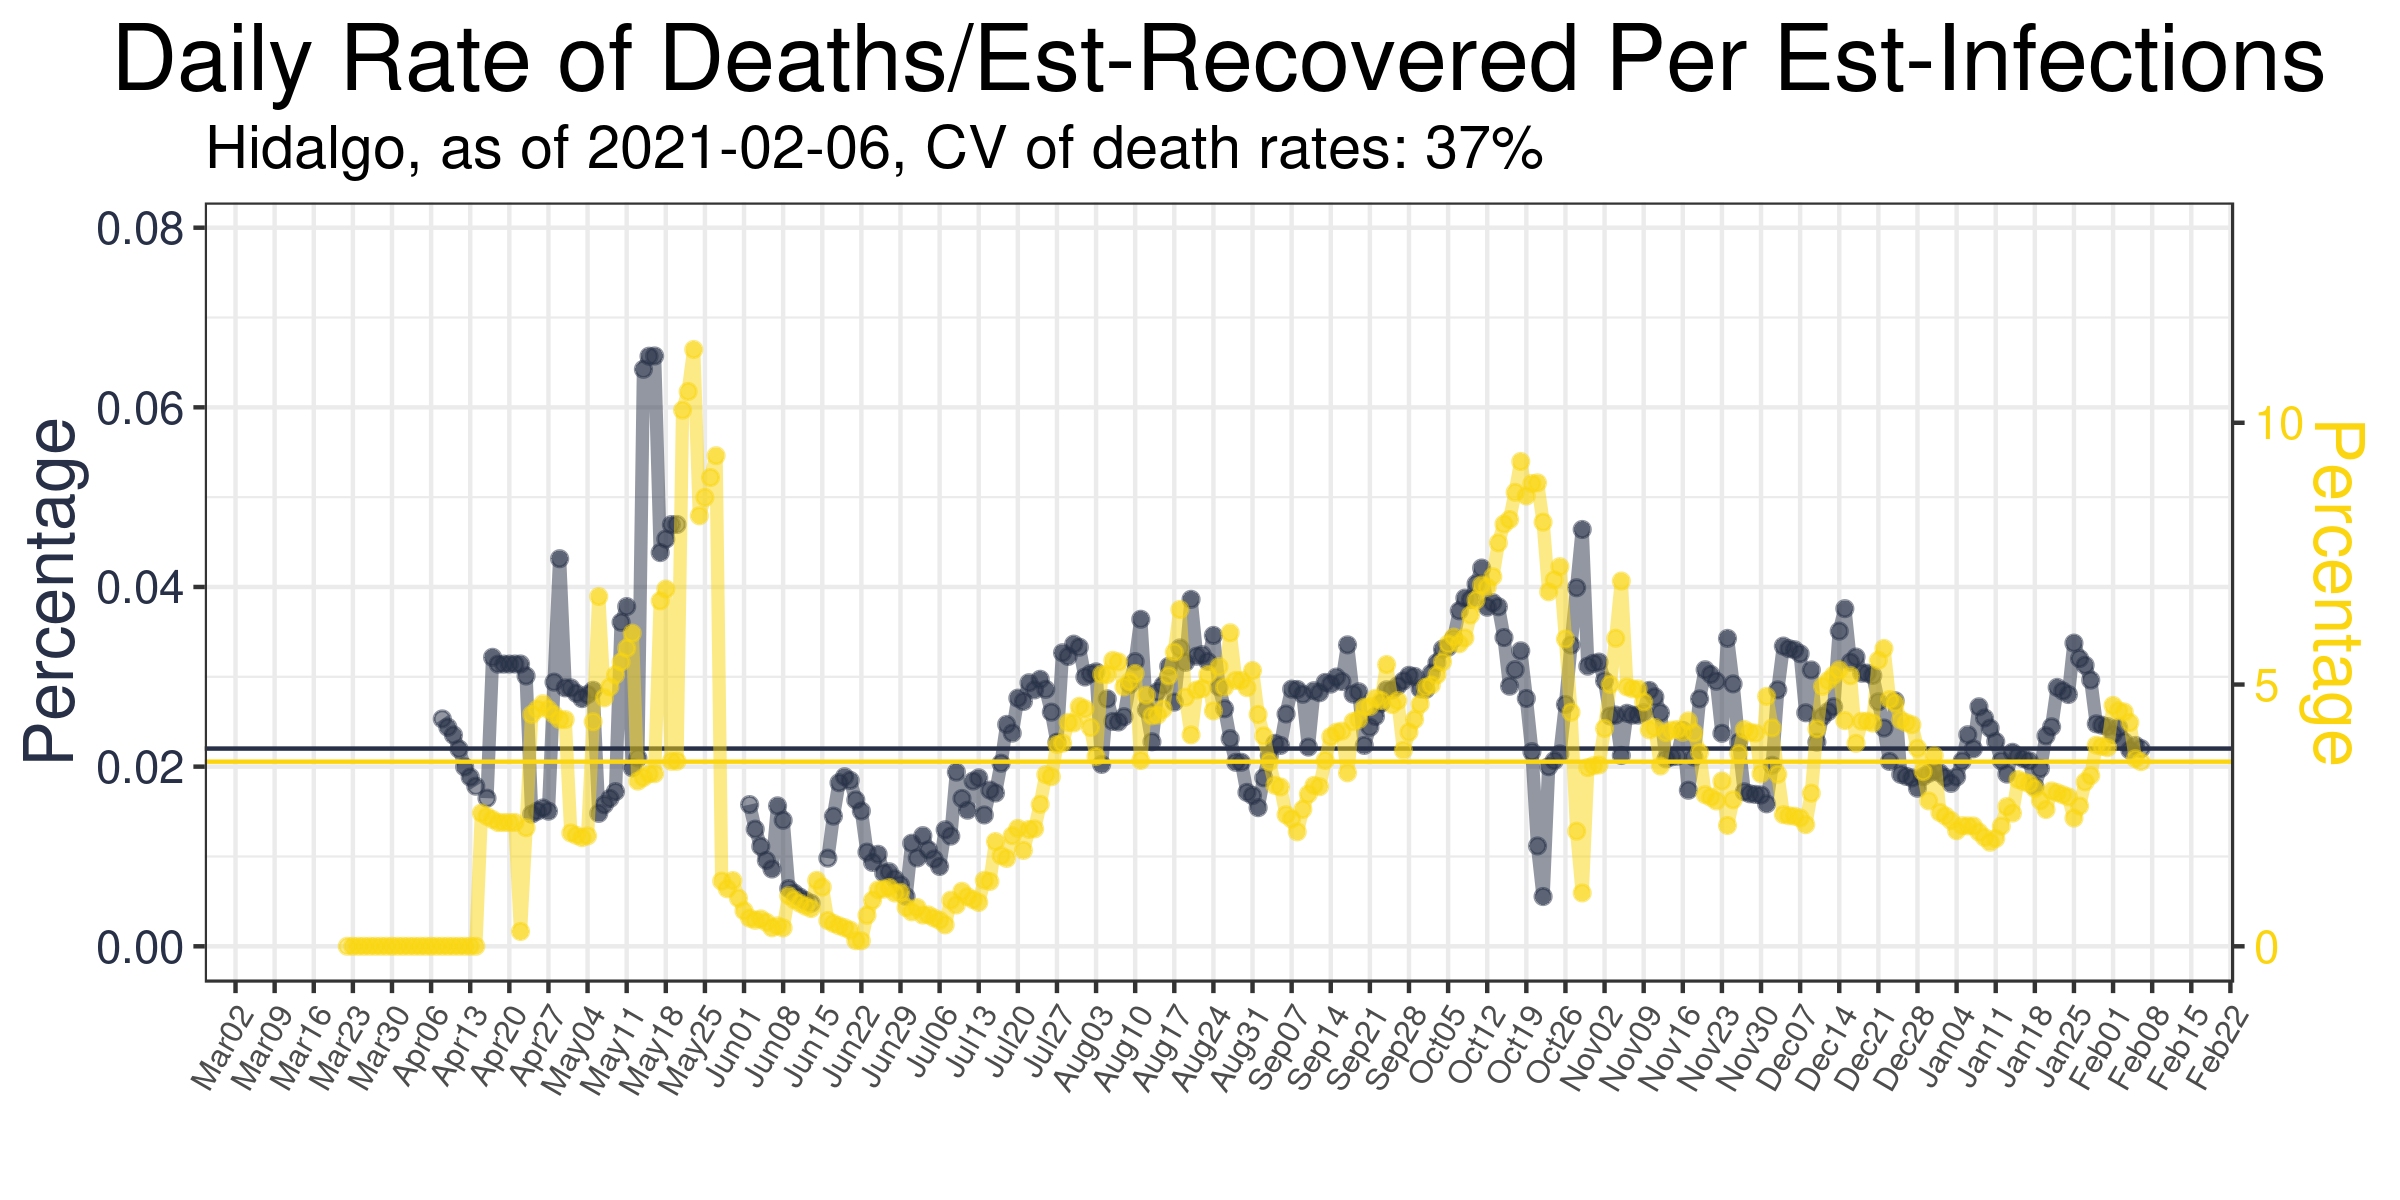 Daily Rate of Deaths/Est-Recovered Per Est-Infections
Hidalgo, as of 2021-02-06, CV of death rates: 37%
Percentage
0.08
0.06
0.04
0.02
0.00
10
5
0
Percentage
Mar02
Mar09
Mar16
Mar23
Mar30
Apr06
Apr13
Apr20
Apr27
May04
May11
May18
May25
Jun01
Jun08
Jun15
Jun22
Jun29
Jul06
Jul13
Jul20
Jul27
Aug03
Aug10
Aug17
Aug24
Aug31
Sep07
Sep14
Sep21
Sep28
Oct05
Oct12
Oct19
Oct26
Nov02
Nov09
Nov16
Nov23
Nov30
Dec07
Dec14
Dec21
Dec28
Jan04
Jan11
Jan18
Jan25
Feb01
Feb08
Feb15
Feb22